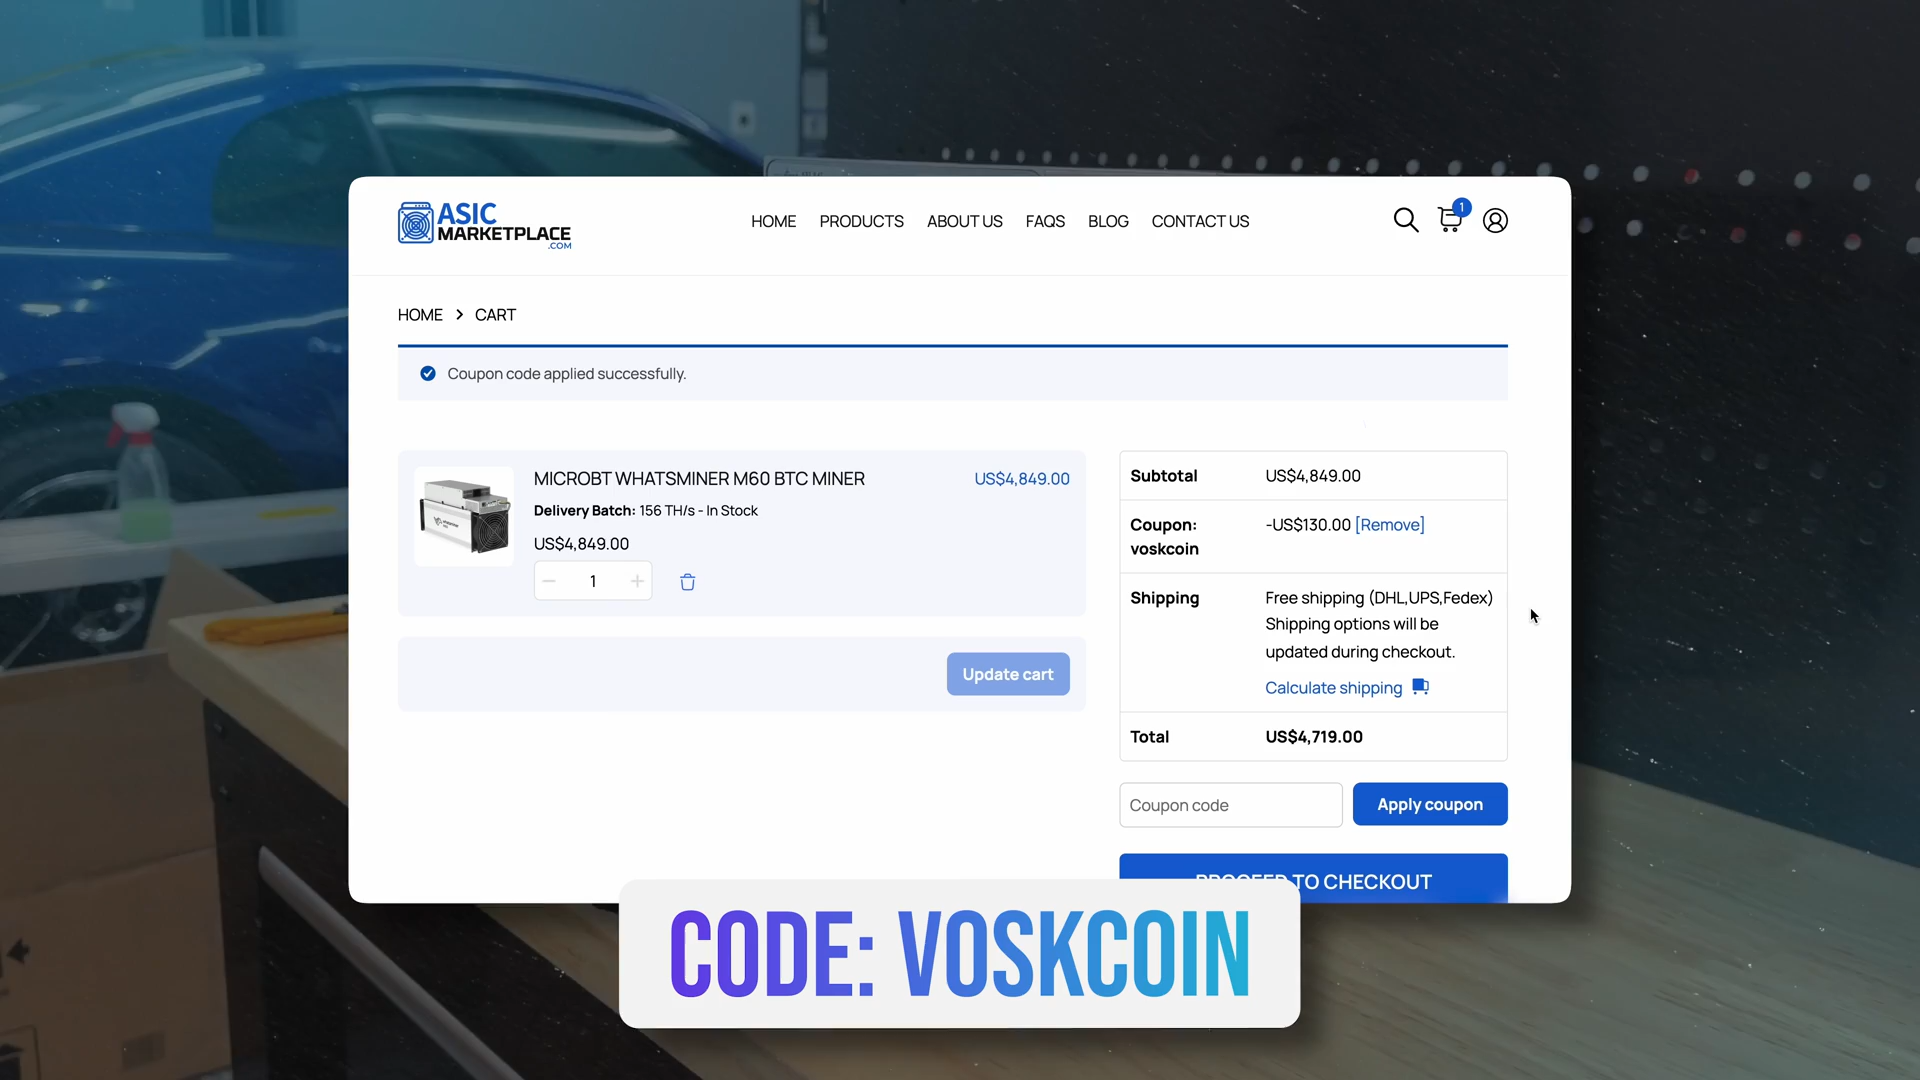 ASIC
MARKETPLACE
.COM
HOME PRODUCTS ABOUT US FAQS BLOG CONTACT US
1
HOME > CART
Coupon code applied successfully.
MICROBT WHATSMINER M60 BTC MINER US$4,849.00
Delivery Batch: 156 TH/s - In Stock
US$4,849.00
− 1 +
Update cart
Subtotal US$4,849.00
Coupon: voskcoin -US$130.00 [Remove]
Shipping Free shipping (DHL,UPS,Fedex)
Shipping options will be
updated during checkout.
Calculate shipping
Total US$4,719.00
Coupon code Apply coupon
PROCEED TO CHECKOUT
CODE: VOSKCOIN